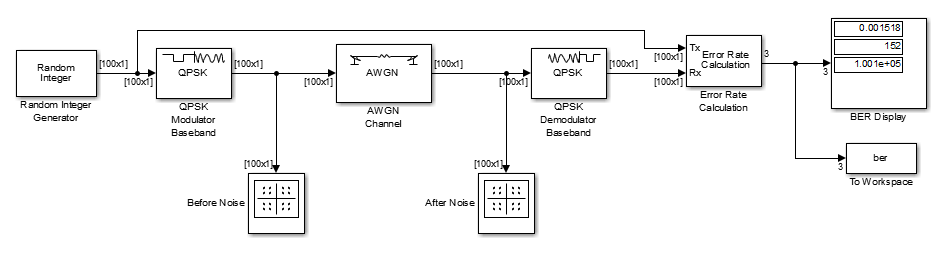 Random
Integer
Random Integer
Generator
[100x1]
[100x1]
QPSK
QPSK
Modulator
Baseband
[100x1]
[100x1]
AWGN
AWGN
Channel
[100x1]
[100x1]
QPSK
QPSK
Demodulator
Baseband
[100x1]
Tx
[100x1]
Rx
[100x1]
Error Rate
Calculation
Error Rate
Calculation
3
3
0.001518
152
1.001e+05
BER Display
ber
3
To Workspace
[100x1]
Before Noise
[100x1]
After Noise